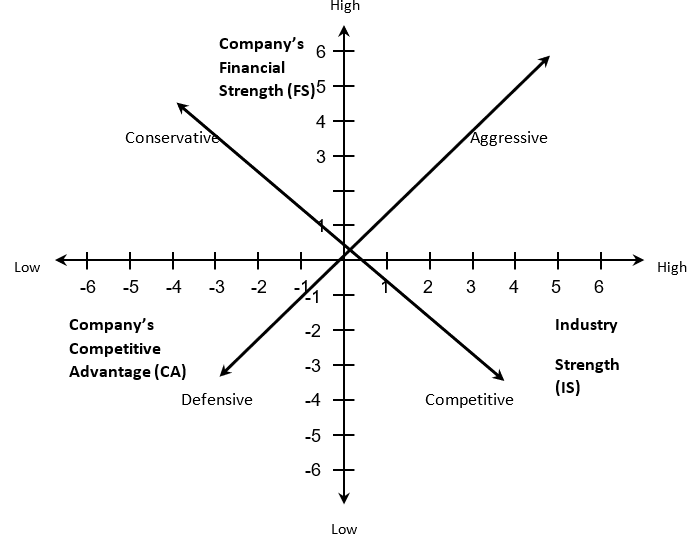 High
Company's
Financial
Strength (FS)
6
5
4
3
1
Conservative
Aggressive
Low
High
-6 -5 -4 -3 -2 -1 1 2 3 4 5 6
-1
-2
-3
-4
-5
-6
Company's
Competitive
Advantage (CA)
Industry
Strength
(IS)
Defensive
Competitive
Low